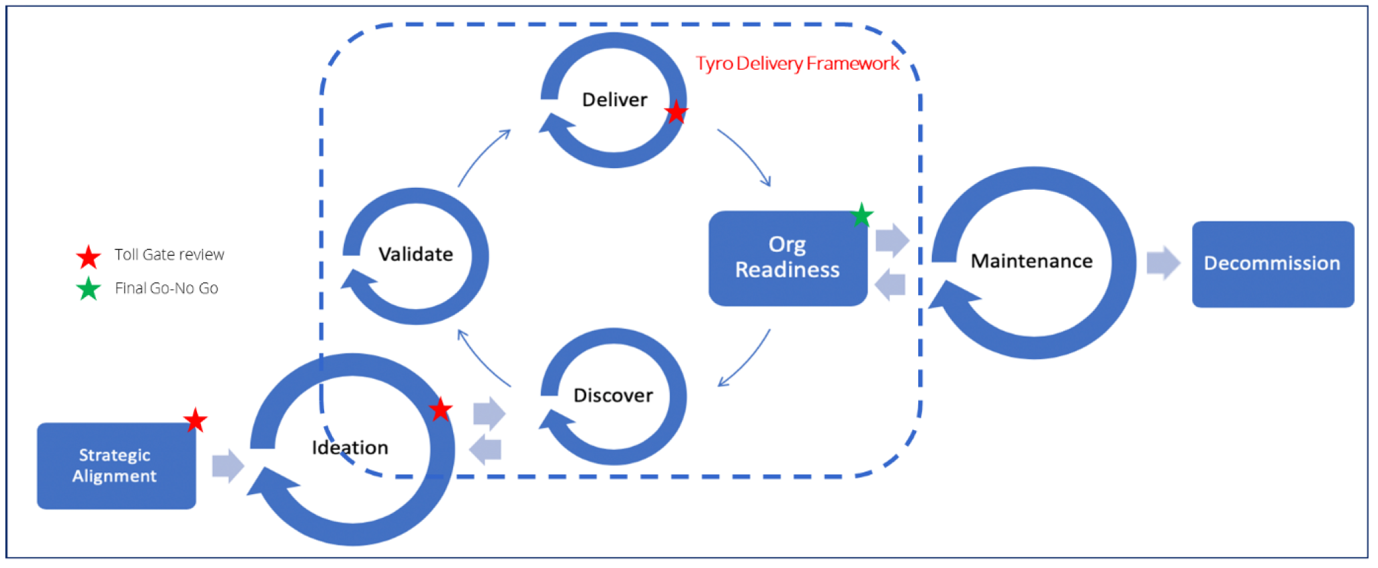 Tyro Delivery Framework
Deliver
Validate
Org
Readiness
Maintenance
Decommission
Toll Gate review
Final Go-No Go
Discover
Ideation
Strategic
Alignment